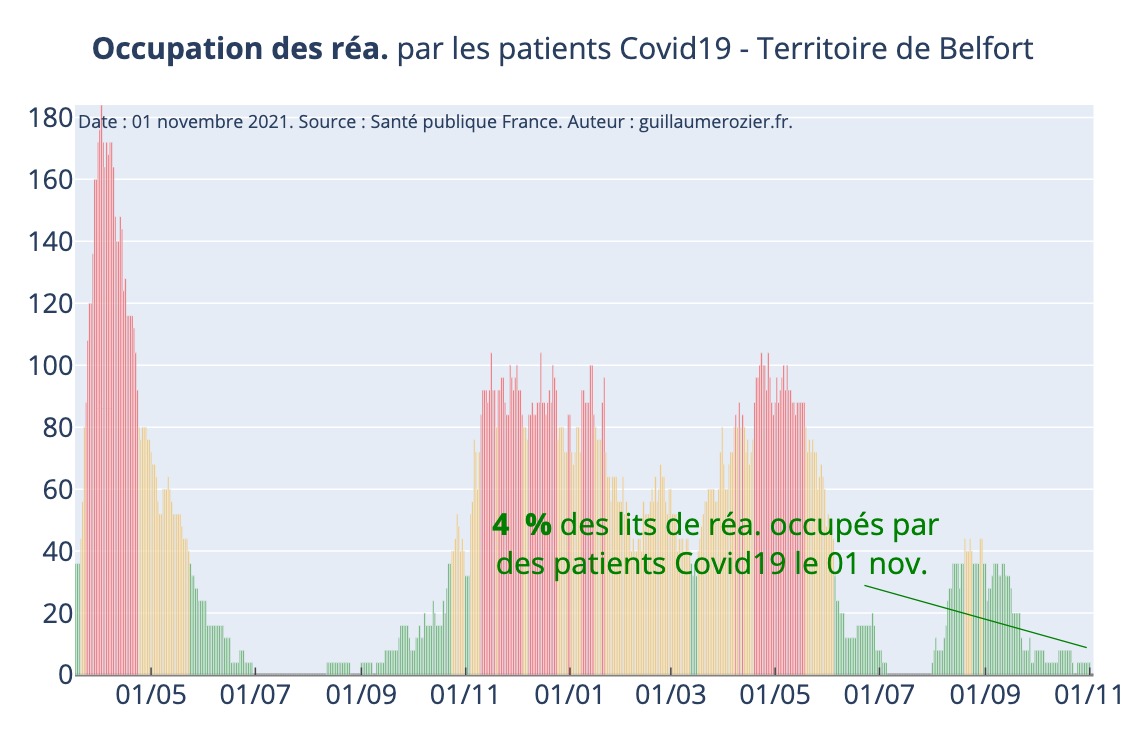 Occupation des réa. par les patients Covid19 - Territoire de Belfort
180
Date : 01 novembre 2021. Source : Santé publique France. Auteur : guillaumerozier.fr.
160
140
120
100
80
60
4 % des lits de réa. occupés par
des patients Covid19 le 01 nov.
40
20
0
01/05 01/07 01/09 01/11 01/01 01/03 01/05 01/07 01/09 01/11